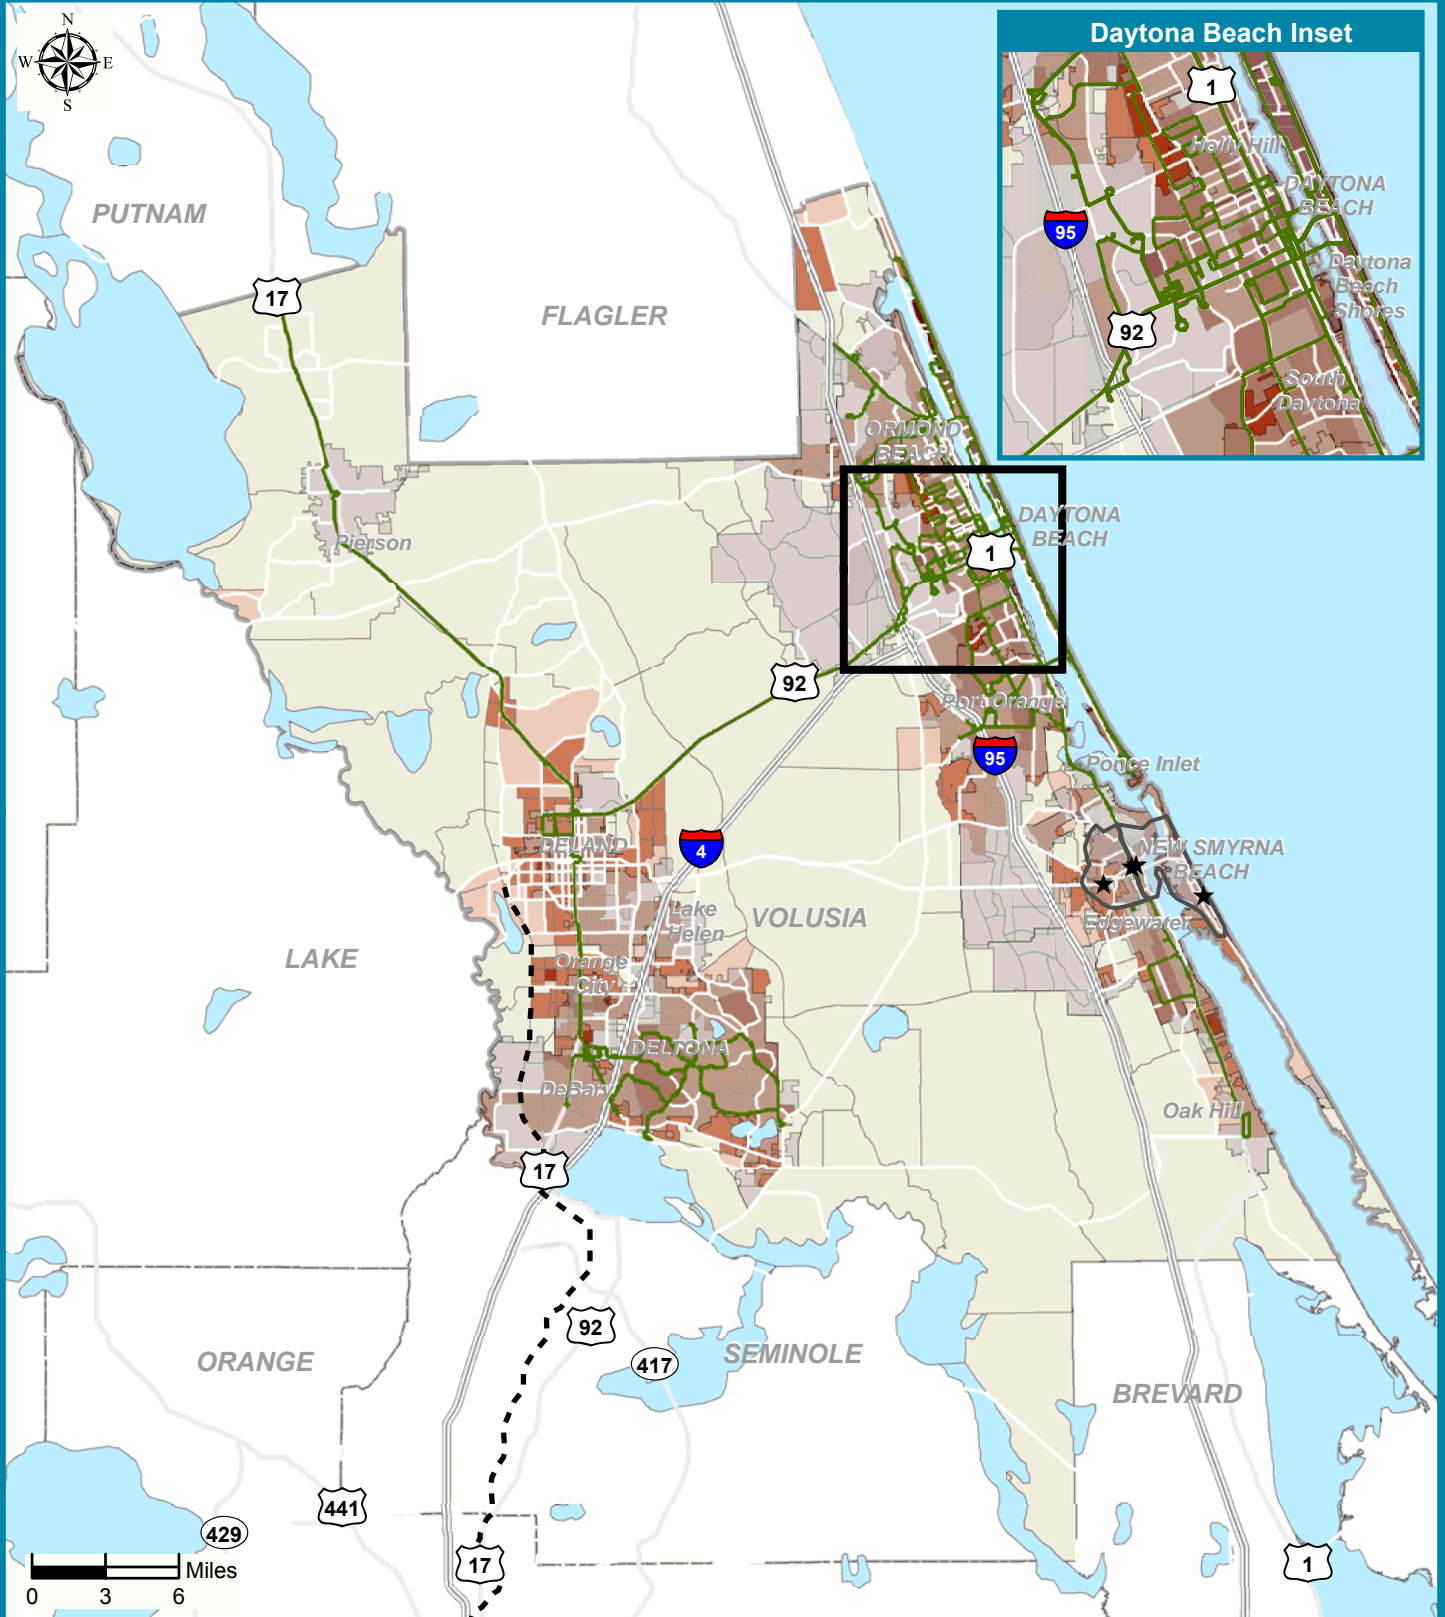 Daytona Beach Inset
N
W
E
S
1
Holly Hill
DAYTONA
BEACH
95
Daytona
Beach
Shores
92
South
Daytona
PUTNAM
17
FLAGLER
ORMOND
BEACH
DAYTONA
BEACH
1
Pierson
92
Port Orange
95
Ponce Inlet
DELAND
4
NEW SMYRNA
BEACH
Lake
Helen
VOLUSIA
Edgewater
LAKE
Orange
City
DELTONA
DeBary
Oak Hill
17
92
417
SEMINOLE
ORANGE
BREVARD
441
429
17
1
Miles
0
3
6